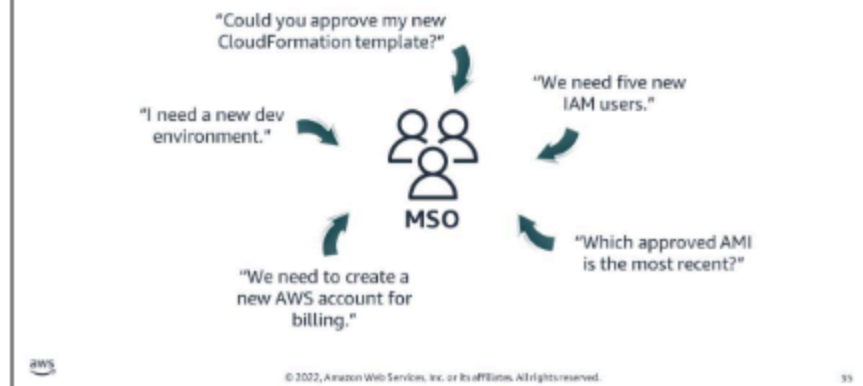 "Could you approve my new
CloudFormation template?"
"We need five new
IAM users."
"I need a new dev
environment."
MSO
"Which approved AMI
is the most recent?"
"We need to create a
new AWS account for
billing."
aws
© 2022, Amazon Web Services, Inc. or its affiliates. All rights reserved.